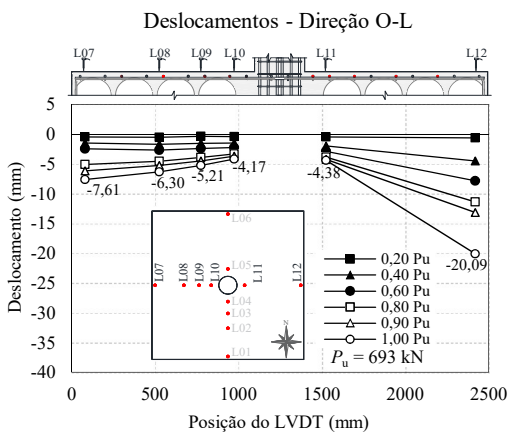 Deslocamentos - Direção O-L
L07 L08 L09 L10 L11 L12
5
0
-5
-10
-15
-20
-25
-30
-35
-40
Deslocamento (mm)
-7,61
-6,30
-5,21
-4,17
-4,38
-20,09
L06
L05
L07
L08
L09
L10
L11
L12
L04
L03
L02
L01
N
0,20 Pu
0,40 Pu
0,60 Pu
0,80 Pu
0,90 Pu
1,00 Pu
Pu = 693 kN
0 500 1000 1500 2000 2500
Posição do LVDT (mm)